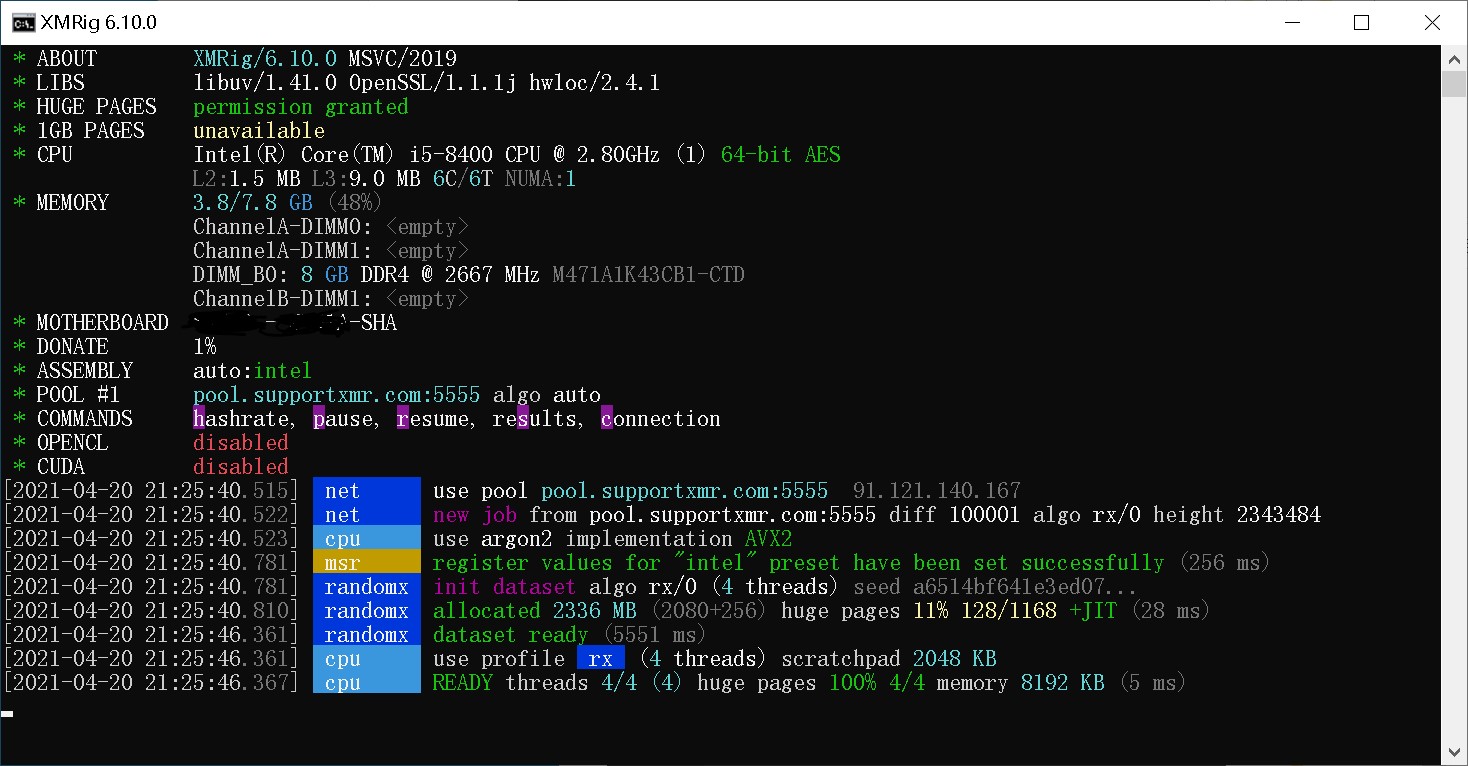 XMRig 6.10.0
* ABOUT XMRig/6.10.0 MSVC/2019
* LIBS libuv/1.41.0 OpenSSL/1.1.1j hwloc/2.4.1
* HUGE PAGES permission granted
* 1GB PAGES unavailable
* CPU Intel(R) Core(TM) i5-8400 CPU @ 2.80GHz (1) 64-bit AES
L2:1.5 MB L3:9.0 MB 6C/6T NUMA:1
* MEMORY 3.8/7.8 GB (48%)
ChannelA-DIMM0: <empty>
ChannelA-DIMM1: <empty>
DIMM_B0: 8 GB DDR4 @ 2667 MHz M471A1K43CB1-CTD
ChannelB-DIMM1: <empty>
* MOTHERBOARD -SHA
* DONATE 1%
* ASSEMBLY auto:intel
* POOL #1 pool.supportxmr.com:5555 algo auto
* COMMANDS hashrate, pause, resume, results, connection
* OPENCL disabled
* CUDA disabled
[2021-04-20 21:25:40.515] net use pool pool.supportxmr.com:5555 91.121.140.167
[2021-04-20 21:25:40.522] net new job from pool.supportxmr.com:5555 diff 100001 algo rx/0 height 2343484
[2021-04-20 21:25:40.523] cpu use argon2 implementation AVX2
[2021-04-20 21:25:40.781] msr register values for "intel" preset have been set successfully (256 ms)
[2021-04-20 21:25:40.781] randomx init dataset algo rx/0 (4 threads) seed a6514bf641e3ed07...
[2021-04-20 21:25:40.810] randomx allocated 2336 MB (2080+256) huge pages 11% 128/1168 +JIT (28 ms)
[2021-04-20 21:25:46.361] randomx dataset ready (5551 ms)
[2021-04-20 21:25:46.361] cpu use profile rx (4 threads) scratchpad 2048 KB
[2021-04-20 21:25:46.367] cpu READY threads 4/4 (4) huge pages 100% 4/4 memory 8192 KB (5 ms)